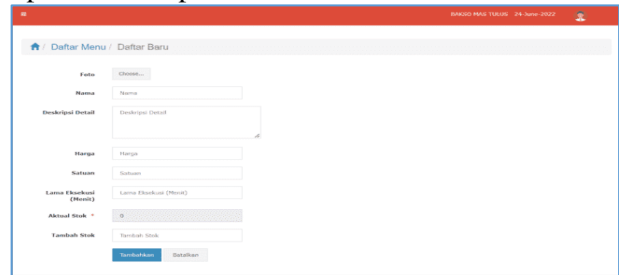 BAKSO MAS TUKUN 24-June-2022
/ Daftar Menu / Daftar Baru
Foto Choose...
Nama Nama
Deskripsi Detail Deskripsi Detail
Harga Harga
Satuan Satuan
Lama Eksekusi (Menit) Lama Eksekusi (Menit)
Aktual Stok * 0
Tambah Stok Tambah Stok
Tambahkan Batalkan